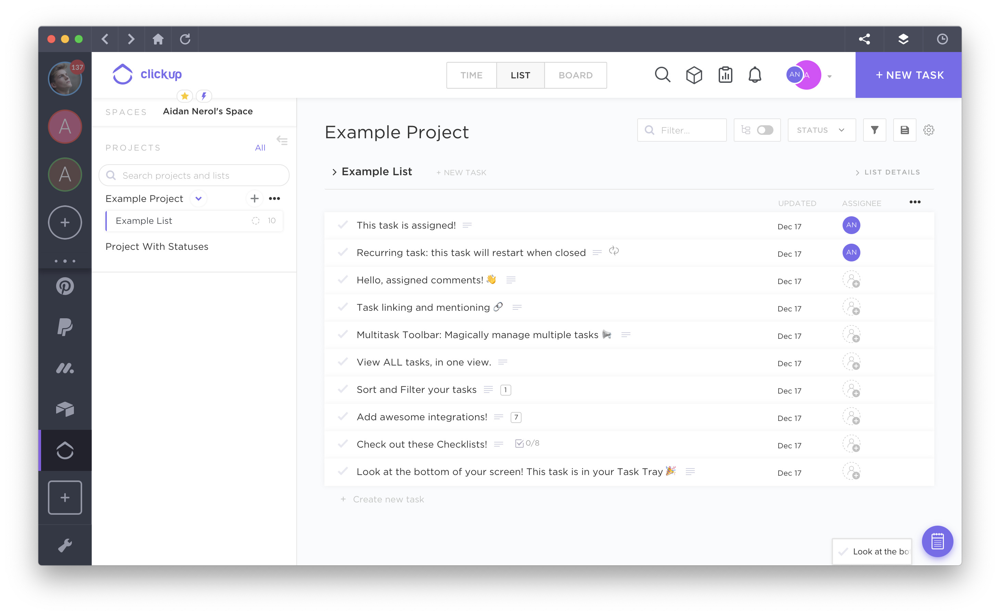 137
A
A
clickup
TIME
LIST
BOARD
AN
A
+ NEW TASK
SPACES
Aidan Nerol's Space
PROJECTS
All
Search projects and lists
Example Project
Example List
10
Project With Statuses
Example Project
Filter...
STATUS
Example List
+ NEW TASK
LIST DETAILS
UPDATED
ASSIGNEE
This task is assigned!
Dec 17
AN
Recurring task: this task will restart when closed
Dec 17
AN
Hello, assigned comments! 👋
Dec 17
Task linking and mentioning 🔗
Dec 17
Multitask Toolbar: Magically manage multiple tasks 📢
Dec 17
View ALL tasks, in one view.
Dec 17
Sort and Filter your tasks
1
Dec 17
Add awesome integrations!
7
Dec 17
Check out these Checklists!
0/8
Dec 17
Look at the bottom of your screen! This task is in your Task Tray 🎉
Dec 17
+ Create new task
Look at the bo